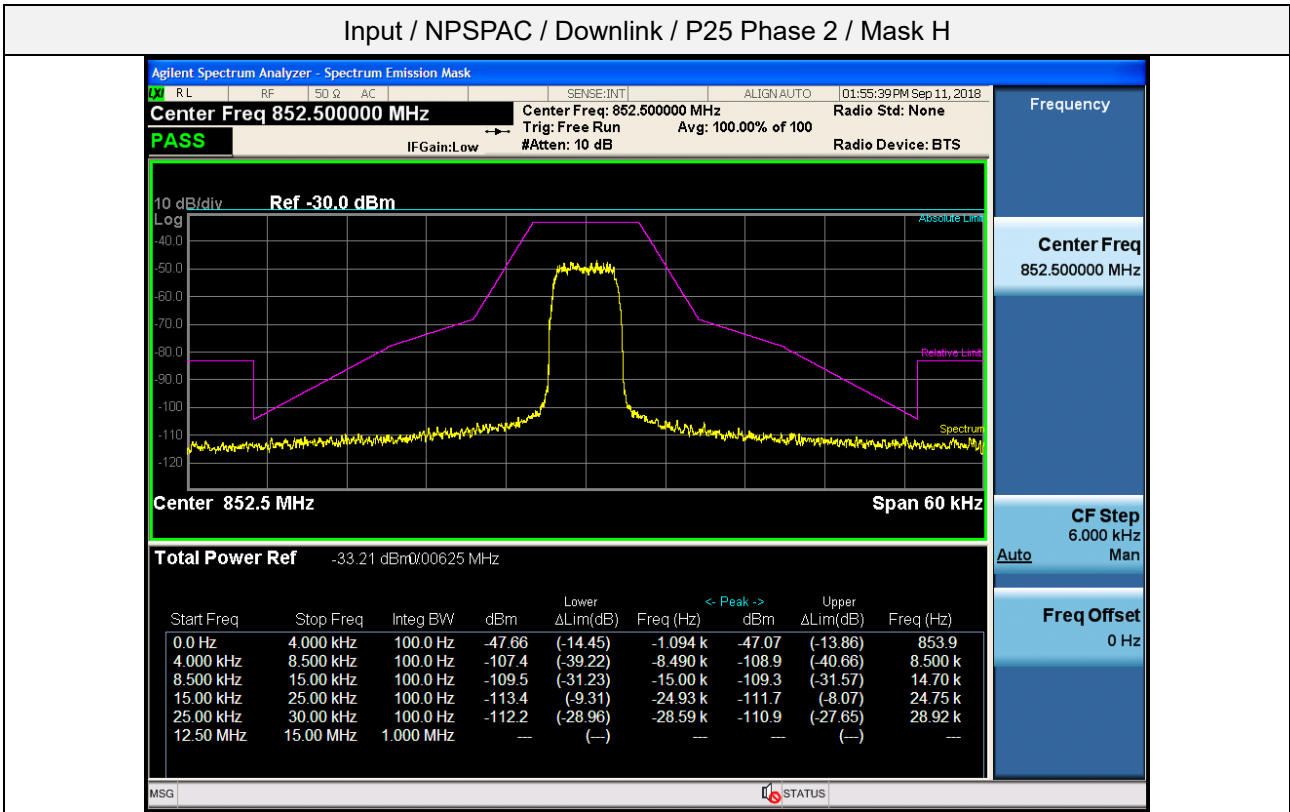 Input / NPSPAC / Downlink / P25 Phase 2 / Mask H
Agilent Spectrum Analyzer - Spectrum Emission Mask
LXI RL RF 50 Ω AC SENSE:INT ALIGN AUTO 01:55:39 PM Sep 11, 2018
Center Freq 852.500000 MHz
Center Freq: 852.500000 MHz
Radio Std: None
Trig: Free Run Avg: 100.00% of 100
PASS
IFGain:Low #Atten: 10 dB Radio Device: BTS
Frequency
10 dB/div Ref -30.0 dBm
Log
Absolute Limit
-40.0
-50.0
-60.0
-70.0
-80.0
Relative Limit
-90.0
-100
-110
Spectrum
-120
Center 852.5 MHz Span 60 kHz
Center Freq
852.500000 MHz
CF Step
6.000 kHz
Auto Man
Freq Offset
0 Hz
Total Power Ref -33.21 dBm/0.00625 MHz
Lower <- Peak -> Upper
Start Freq Stop Freq Integ BW dBm ΔLim(dB) Freq (Hz) dBm ΔLim(dB) Freq (Hz)
0.0 Hz 4.000 kHz 100.0 Hz -47.66 (-14.45) -1.094 k -47.07 (-13.86) 853.9
4.000 kHz 8.500 kHz 100.0 Hz -107.4 (-39.22) -8.490 k -108.9 (-40.66) 8.500 k
8.500 kHz 15.00 kHz 100.0 Hz -109.5 (-31.23) -15.00 k -109.3 (-31.57) 14.70 k
15.00 kHz 25.00 kHz 100.0 Hz -113.4 (-9.31) -24.93 k -111.7 (-8.07) 24.75 k
25.00 kHz 30.00 kHz 100.0 Hz -112.2 (-28.96) -28.59 k -110.9 (-27.65) 28.92 k
12.50 MHz 15.00 MHz 1.000 MHz --- (---) --- --- (---) ---
MSG STATUS